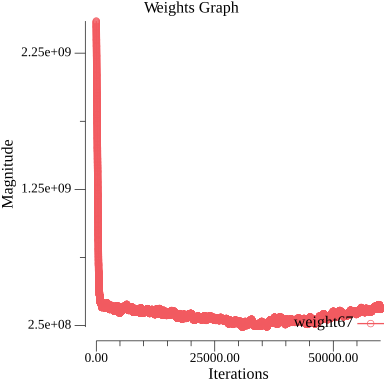 Weights Graph
2.25e+09
1.25e+09
2.5e+08
Magnitude
weight67
0.00
25000.00
50000.00
Iterations